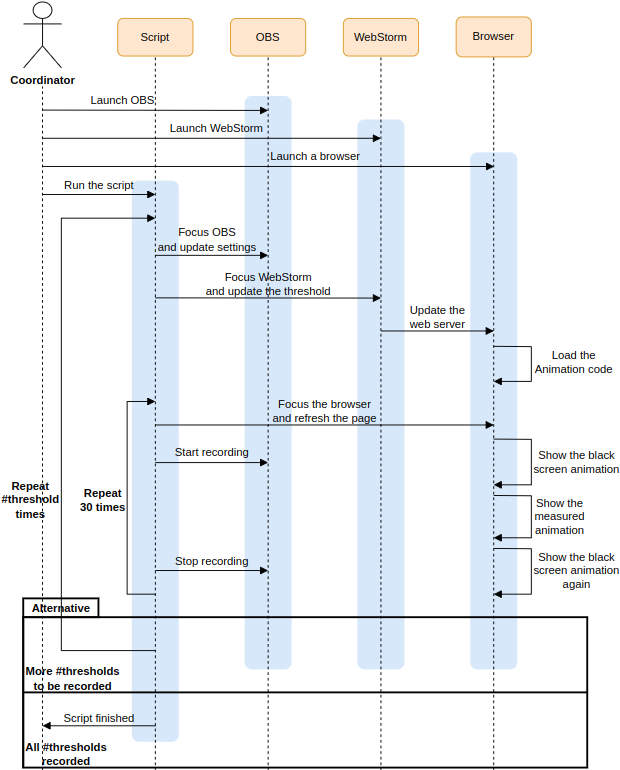 Script
OBS
WebStorm
Browser
Coordinator
Launch OBS
Launch WebStorm
Launch a browser
Run the script
Focus OBS
and update settings
Focus WebStorm
and update the threshold
Update the
web server
Load the
Animation code
Focus the browser
and refresh the page
Start recording
Show the black
screen animation
Repeat
#threshold
times
Repeat
30 times
Show the
measured
animation
Stop recording
Show the black
screen animation
again
Alternative
More #thresholds
to be recorded
Script finished
All #thresholds
recorded